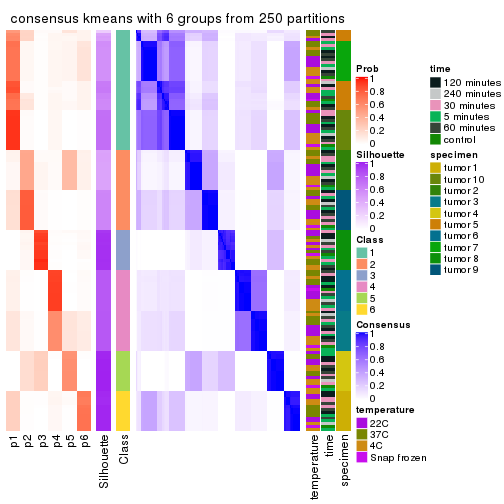 consensus kmeans with 6 groups from 250 partitions
Prob
1
0.8
0.6
0.4
0.2
0
Silhouette
1
0.8
0.6
0.4
0.2
0
Class
1
2
3
4
5
6
Consensus
1
0.8
0.6
0.4
0.2
0
temperature
22C
37C
4C
Snap frozen
time
120 minutes
240 minutes
30 minutes
5 minutes
60 minutes
control
specimen
tumor 1
tumor 10
tumor 2
tumor 3
tumor 4
tumor 5
tumor 6
tumor 7
tumor 8
tumor 9
p1
p2
p3
p4
p5
p6
Silhouette
Class
temperature
time
specimen